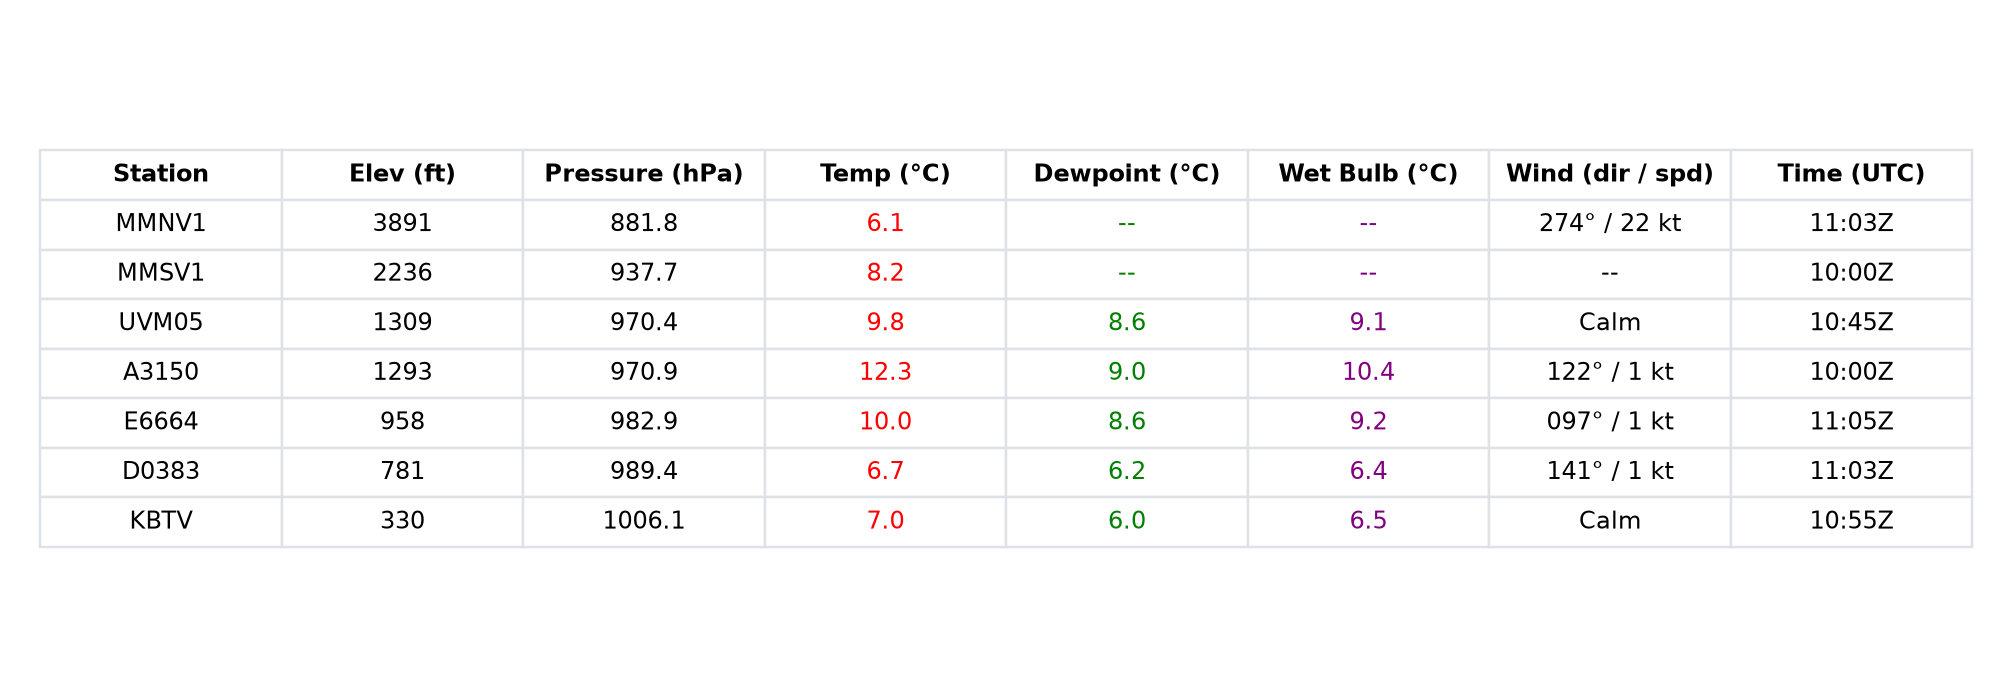 Station Elev (ft) Pressure (hPa) Temp (°C) Dewpoint (°C) Wet Bulb (°C) Wind (dir / spd) Time (UTC)
MMNV1 3891 881.8 6.1 -- -- 274° / 22 kt 11:03Z
MMSV1 2236 937.7 8.2 -- -- -- 10:00Z
UVM05 1309 970.4 9.8 8.6 9.1 Calm 10:45Z
A3150 1293 970.9 12.3 9.0 10.4 122° / 1 kt 10:00Z
E6664 958 982.9 10.0 8.6 9.2 097° / 1 kt 11:05Z
D0383 781 989.4 6.7 6.2 6.4 141° / 1 kt 11:03Z
KBTV 330 1006.1 7.0 6.0 6.5 Calm 10:55Z